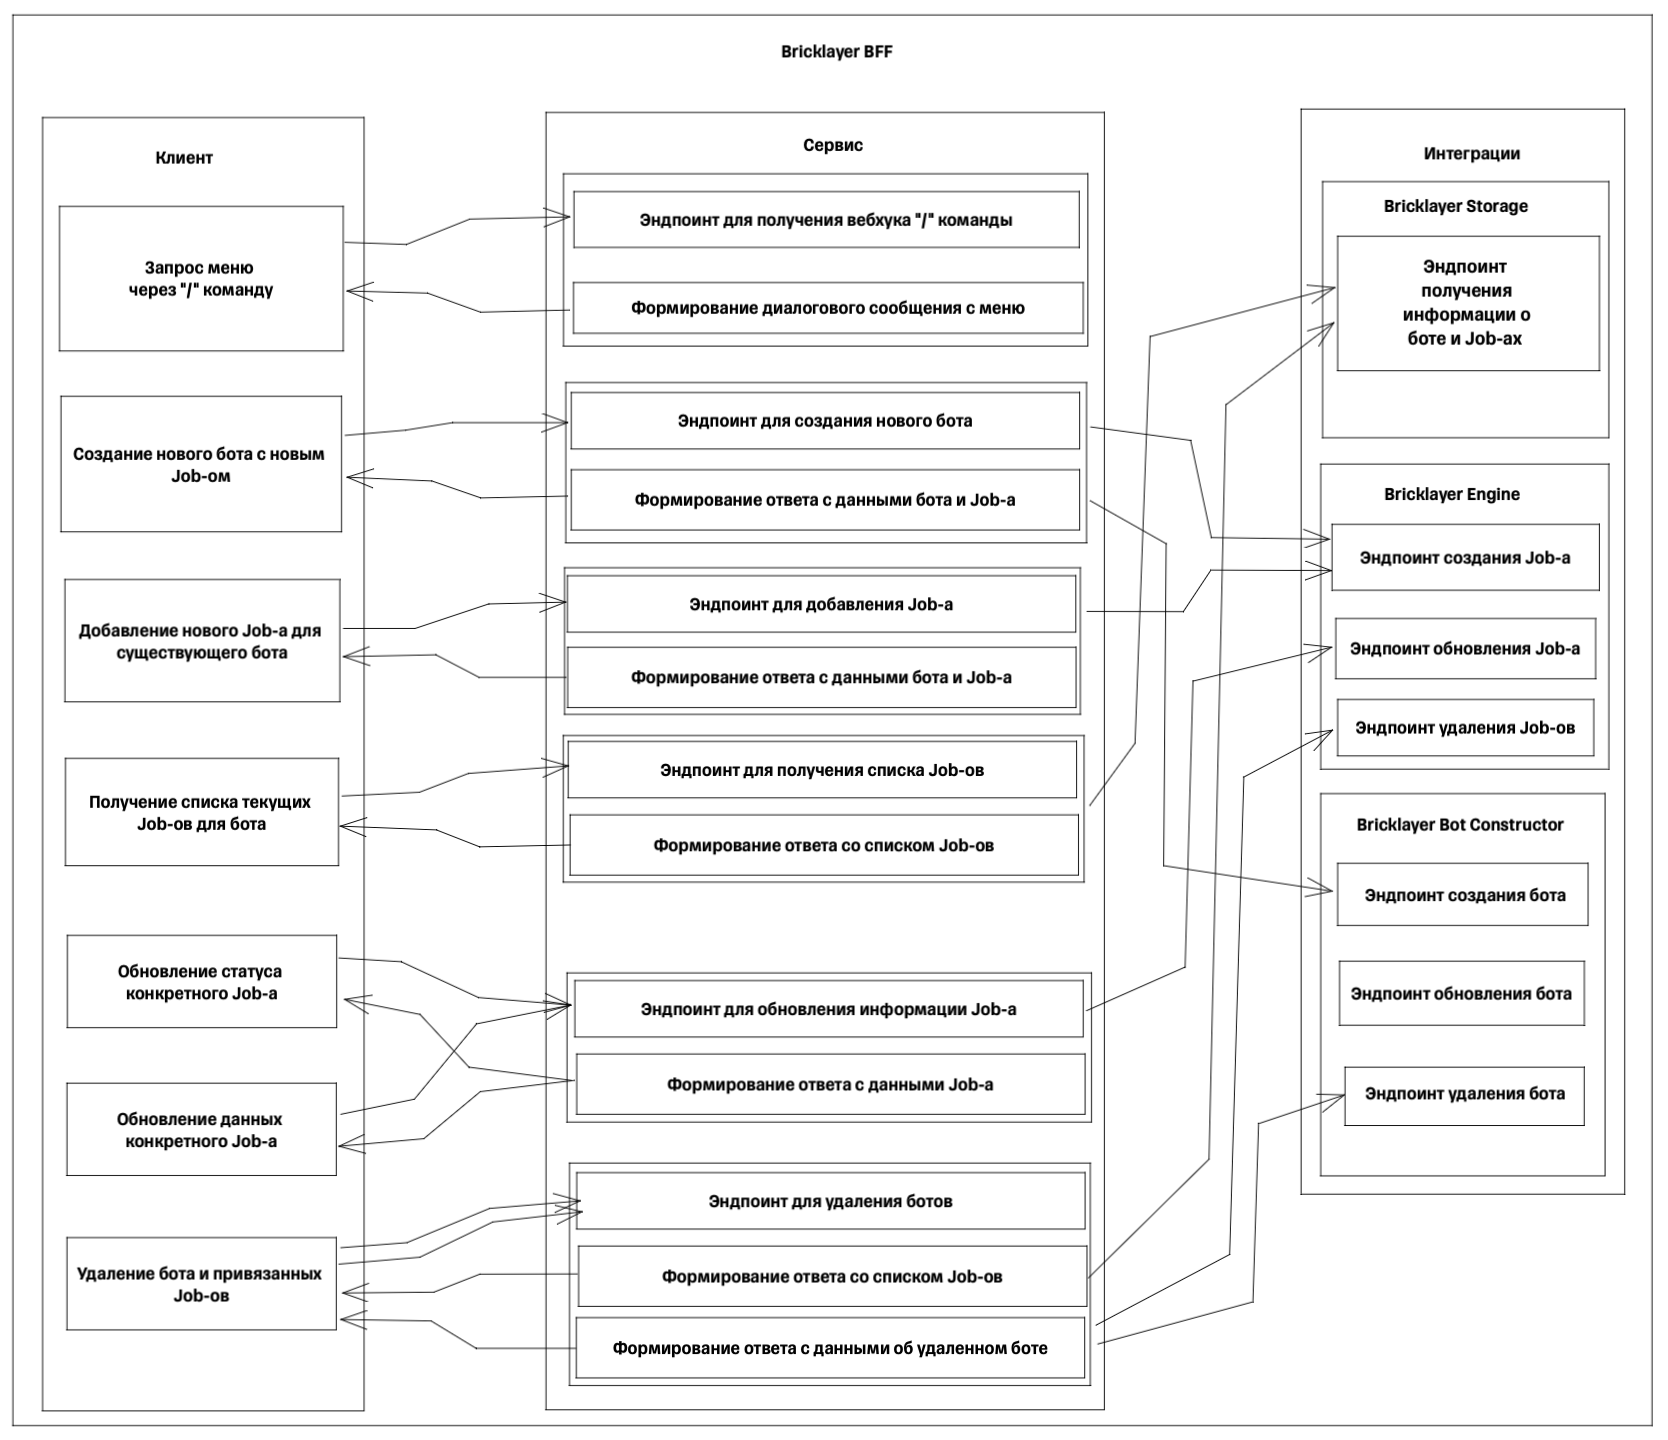 Bricklayer BFF
Клиент
Запрос меню
через "/" команду
Создание нового бота с новым
Job-ом
Добавление нового Job-а для
существующего бота
Получение списка текущих
Job-ов для бота
Обновление статуса
конкретного Job-а
Обновление данных
конкретного Job-а
Удаление бота и привязанных
Job-ов
Сервис
Эндпоинт для получения вебхука "/" команды
Формирование диалогового сообщения с меню
Эндпоинт для создания нового бота
Формирование ответа с данными бота и Job-а
Эндпоинт для добавления Job-а
Формирование ответа с данными бота и Job-а
Эндпоинт для получения списка Job-ов
Формирование ответа со списком Job-ов
Эндпоинт для обновления информации Job-а
Формирование ответа с данными Job-а
Эндпоинт для удаления ботов
Формирование ответа со списком Job-ов
Формирование ответа с данными об удаленном боте
Интеграции
Bricklayer Storage
Эндпоинт
получения
информации о
боте и Job-ах
Bricklayer Engine
Эндпоинт создания Job-а
Эндпоинт обновления Job-а
Эндпоинт удаления Job-ов
Bricklayer Bot Constructor
Эндпоинт создания бота
Эндпоинт обновления бота
Эндпоинт удаления бота